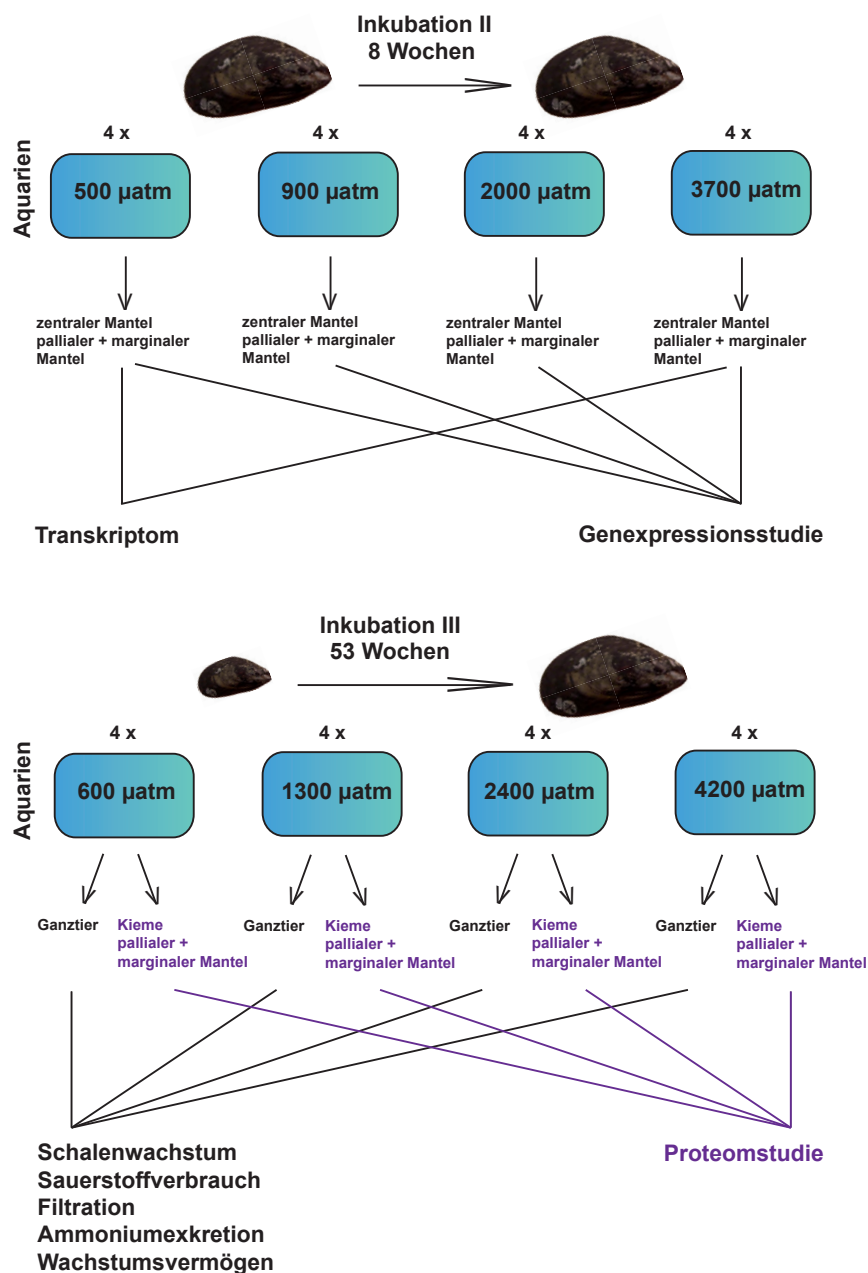 Inkubation II
8 Wochen
4 x 4 x 4 x 4 x
Aquarien
500 µatm 900 µatm 2000 µatm 3700 µatm
zentraler Mantel
pallialer + marginaler
Mantel
zentraler Mantel
pallialer + marginaler
Mantel
zentraler Mantel
pallialer + marginaler
Mantel
zentraler Mantel
pallialer + marginaler
Mantel
Transkriptom Genexpressionsstudie
Inkubation III
53 Wochen
4 x 4 x 4 x 4 x
Aquarien
600 µatm 1300 µatm 2400 µatm 4200 µatm
Ganztier
Kieme
pallialer +
marginaler Mantel
Ganztier
Kieme
pallialer +
marginaler Mantel
Ganztier
Kieme
pallialer +
marginaler Mantel
Ganztier
Kieme
pallialer +
marginaler Mantel
Schalenwachstum
Sauerstoffverbrauch
Filtration
Ammoniumexkretion
Wachstumsvermögen
Proteomstudie